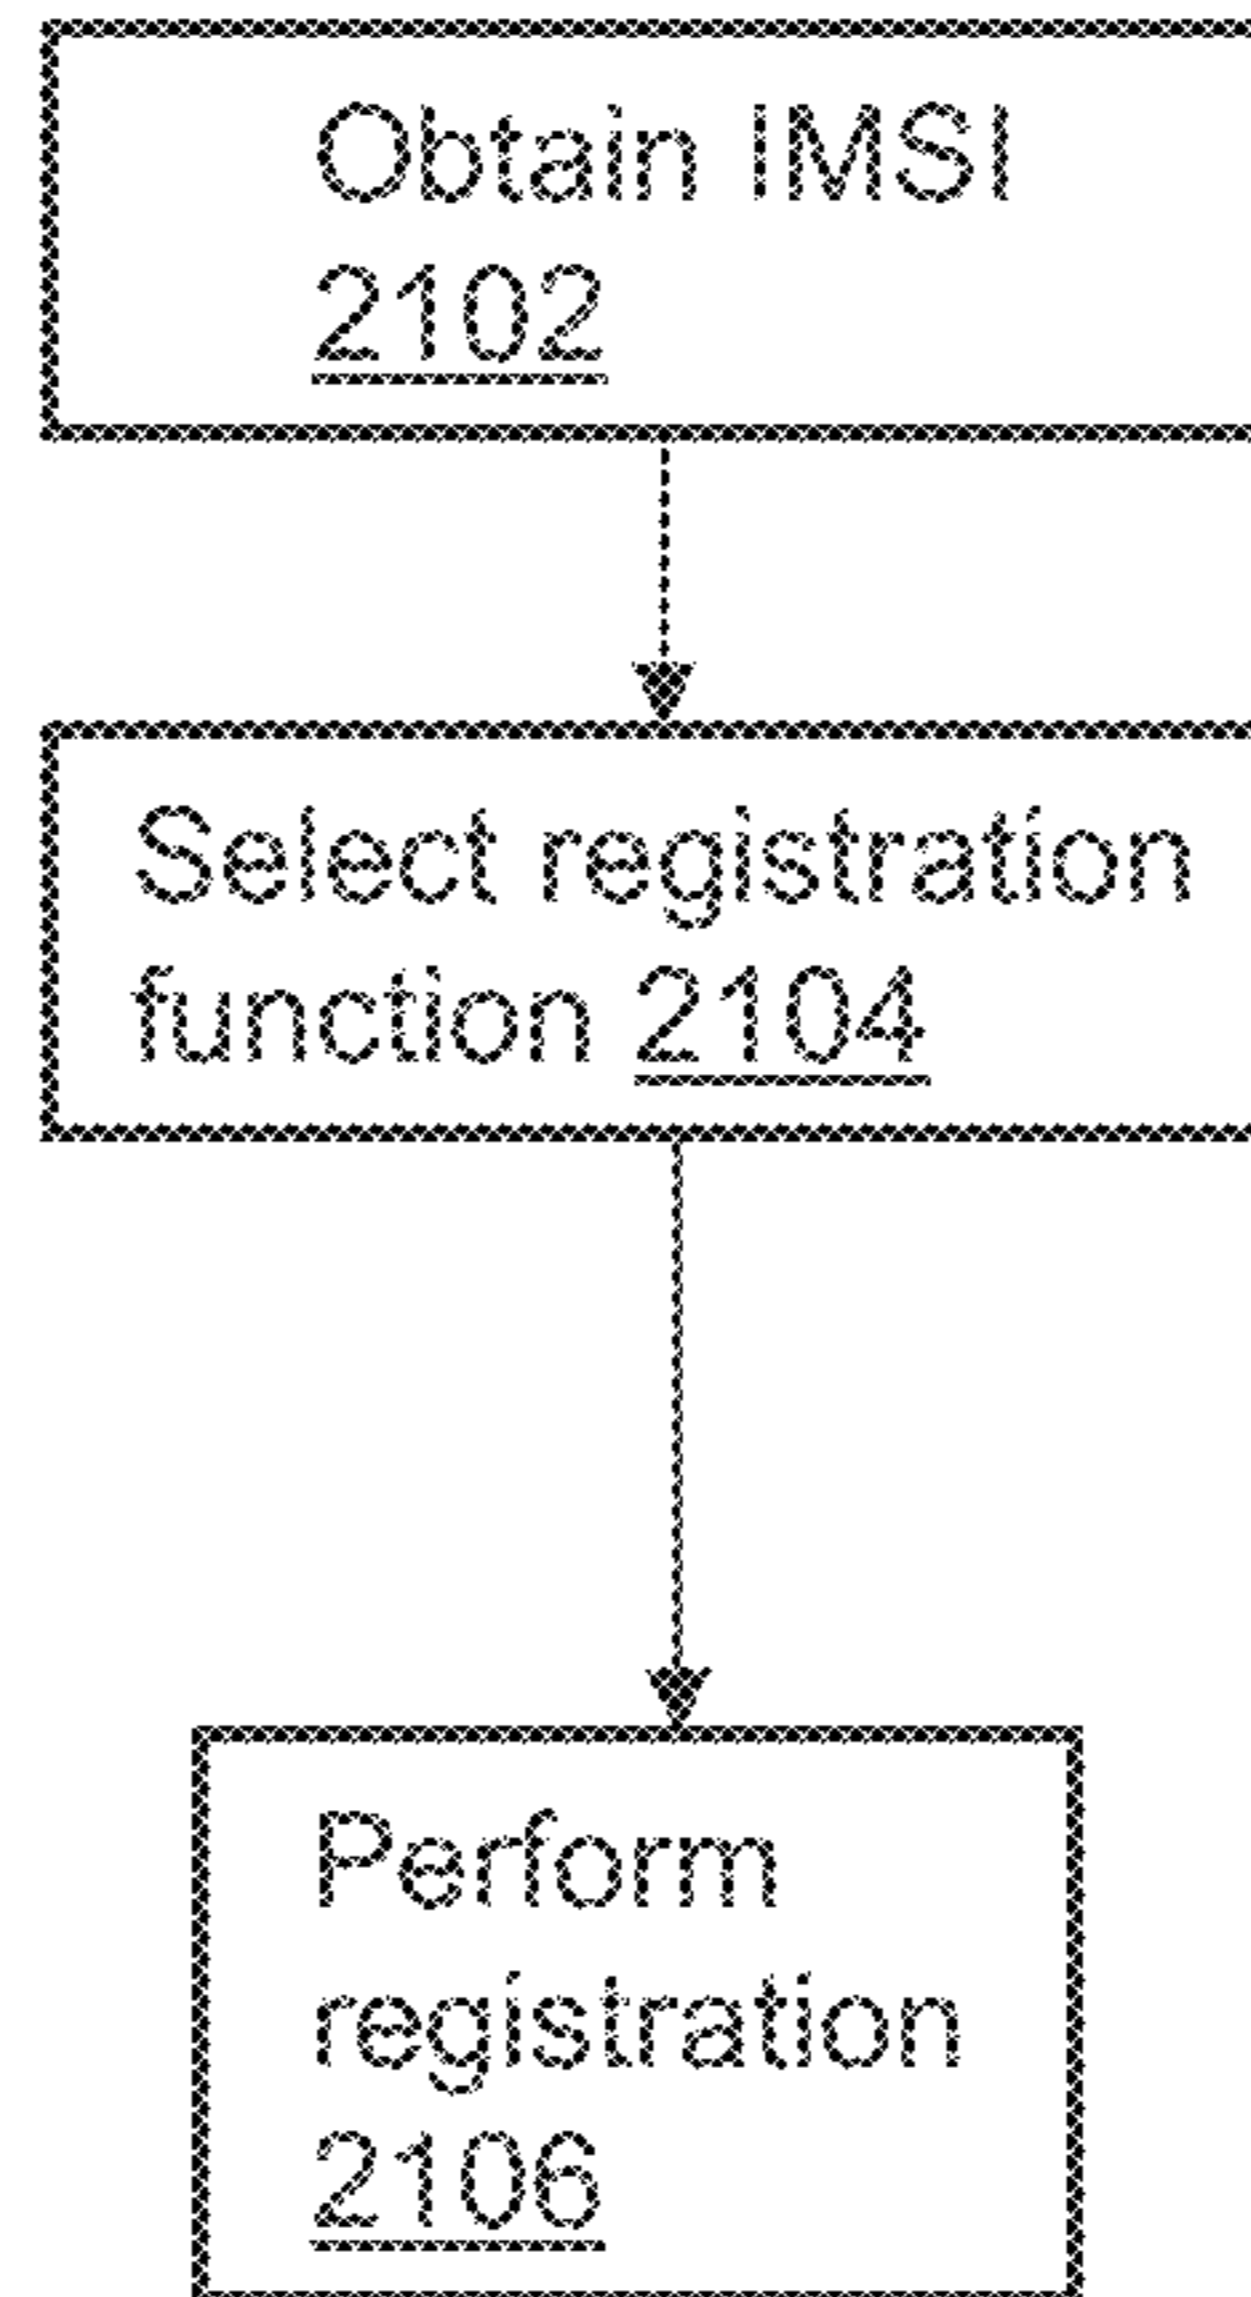 Obtain IMSI
2102
Select registration
function 2104
Perform
registration
2106